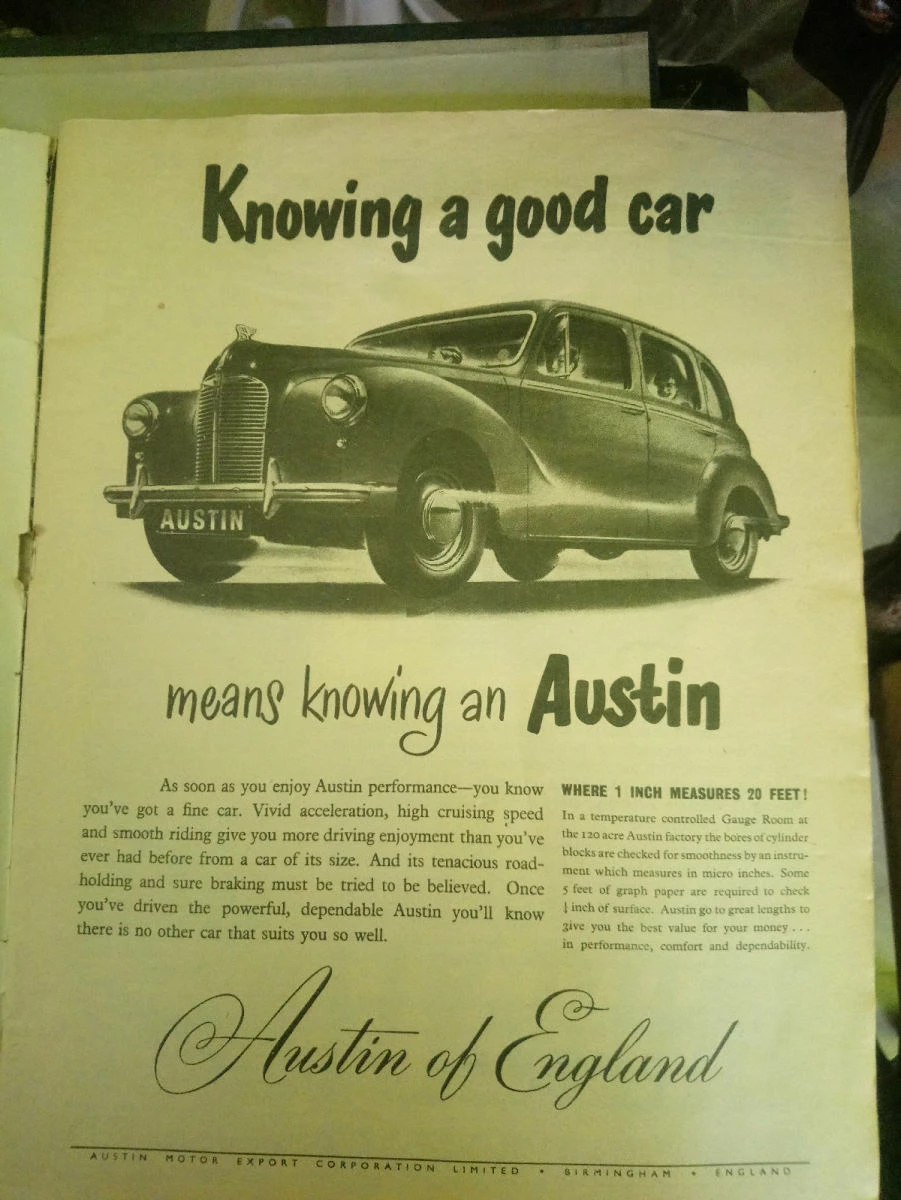 Knowing a good car
AUSTIN
means knowing an Austin
As soon as you enjoy Austin performance—you know
you've got a fine car. Vivid acceleration, high cruising speed
and smooth riding give you more driving enjoyment than you've
ever had before from a car of its size. And its tenacious road-
holding and sure braking must be tried to be believed. Once
you've driven the powerful, dependable Austin you'll know
there is no other car that suits you so well.
WHERE 1 INCH MEASURES 20 FEET!
In a temperature controlled Gauge Room at
the 120 acre Austin factory the bores of cylinder
blocks are checked for smoothness by an instru-
ment which measures in micro inches. Some
5 feet of graph paper are required to check
inch of surface. Austin go to great lengths to
give you the best value for your money . . .
in performance, comfort and dependability.
Austin of England
AUSTIN MOTOR EXPORT CORPORATION LIMITED • BIRMINGHAM • ENGLAND